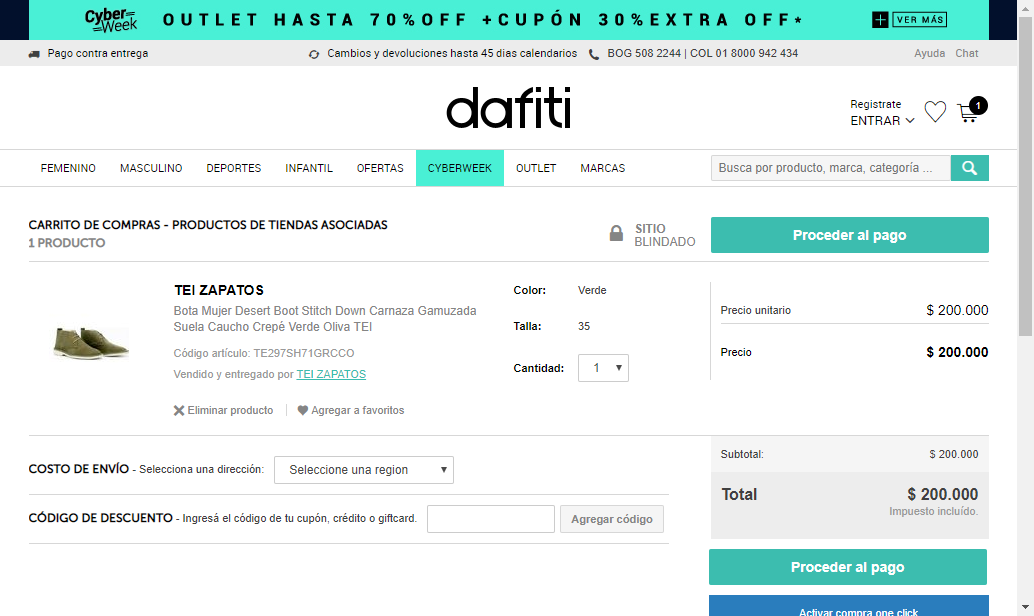 Cyber Week OUTLET HASTA 70%OFF +CUPÓN 30%EXTRA OFF* + VER MÁS
Pago contra entrega Cambios y devoluciones hasta 45 dias calendarios BOG 508 2244 | COL 01 8000 942 434 Ayuda Chat
dafiti
Registrate
ENTRAR
1
FEMENINO MASCULINO DEPORTES INFANTIL OFERTAS CYBERWEEK OUTLET MARCAS Busca por producto, marca, categoría ...
CARRITO DE COMPRAS - PRODUCTOS DE TIENDAS ASOCIADAS
1 PRODUCTO
SITIO
BLINDADO
Proceder al pago
TEI ZAPATOS
Bota Mujer Desert Boot Stitch Down Carnaza Gamuzada
Suela Caucho Crepé Verde Oliva TEI
Código artículo: TE297SH71GRCCO
Vendido y entregado por TEI ZAPATOS
Eliminar producto Agregar a favoritos
Color: Verde
Talla: 35
Cantidad: 1
Precio unitario $ 200.000
Precio $ 200.000
COSTO DE ENVÍO - Selecciona una dirección: Seleccione una region
CÓDIGO DE DESCUENTO - Ingresá el código de tu cupón, crédito o giftcard. Agregar código
Subtotal: $ 200.000
Total $ 200.000
Impuesto incluído.
Proceder al pago
Activar compra one click